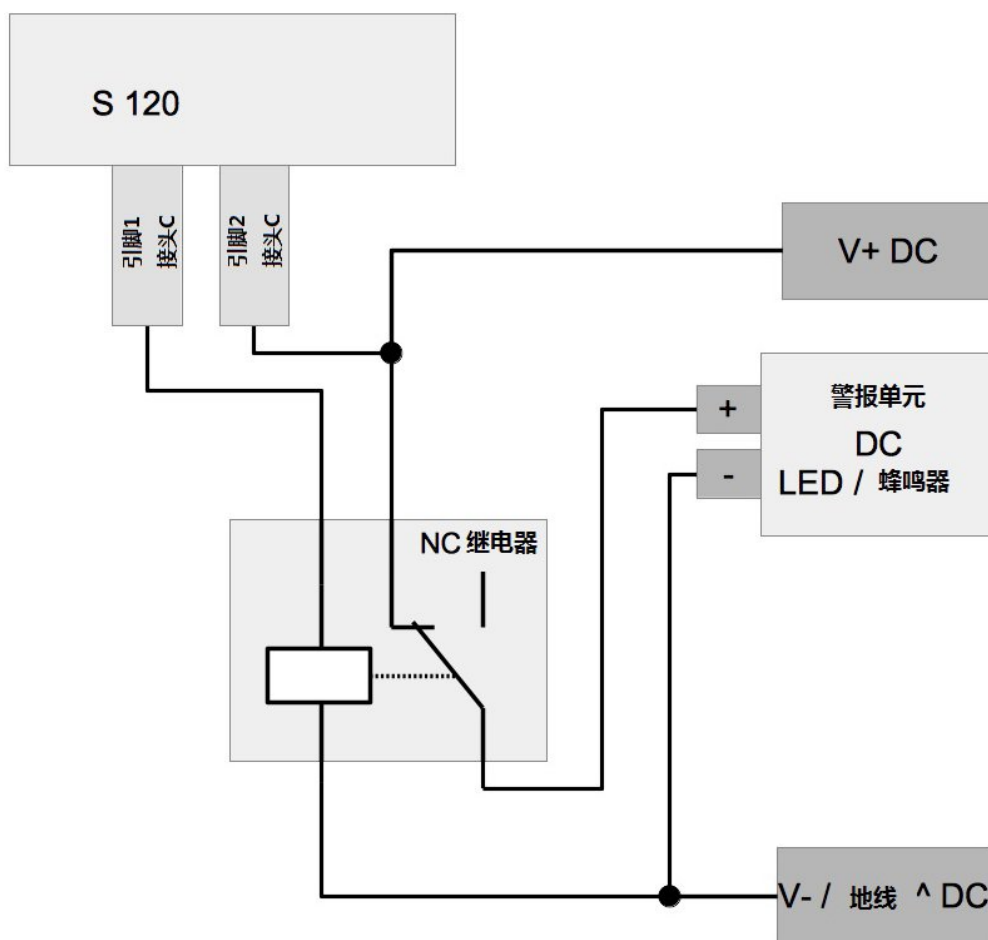 S 120
引脚1
接头C
引脚2
接头C
V+ DC
+
-
警报单元
DC
LED / 蜂鸣器
NC 继电器
V- / 地线 ^ DC